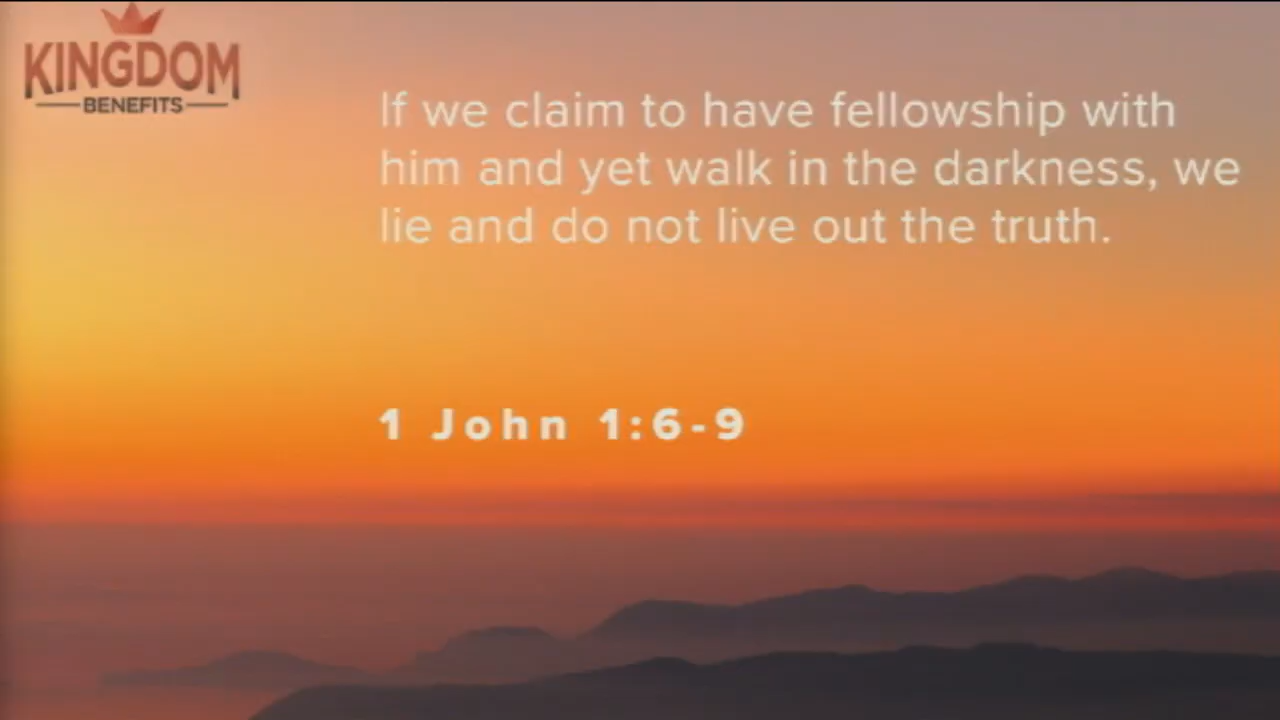 KINGDOM
BENEFITS
If we claim to have fellowship with
him and yet walk in the darkness, we
lie and do not live out the truth.
1 John 1:6-9